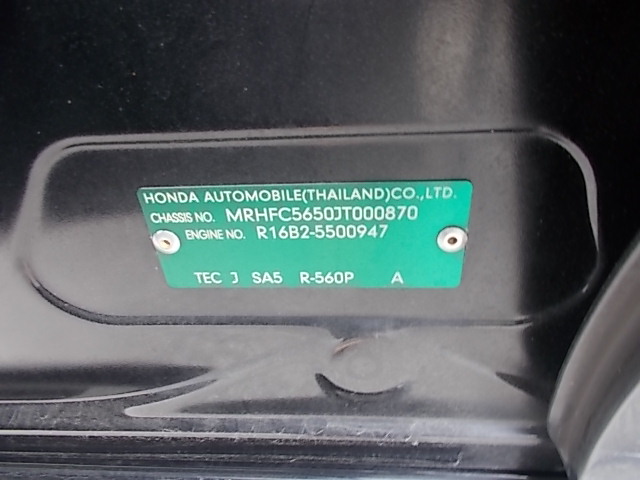 HONDA AUTOMOBILE(THAILAND)CO.,LTD.
CHASSIS NO. MRHFC5650JT000870
ENGINE NO. R16B2-5500947
TEC J SA5 R-560P A